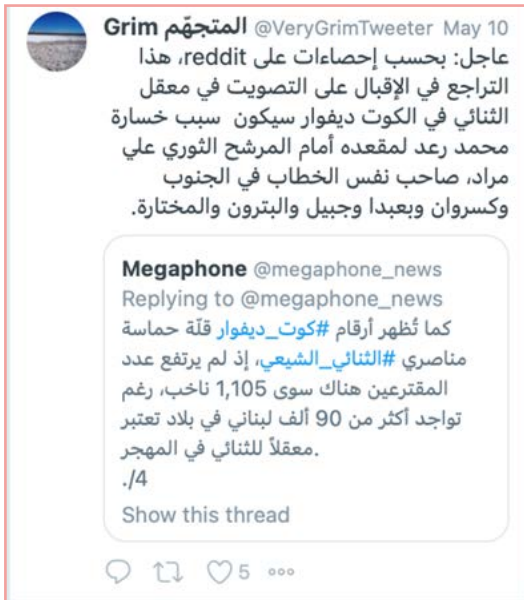 Grim المتجهّم @VeryGrimTweeter May 10
عاجل: بحسب إحصاءات على reddit، هذا
التراجع في الإقبال على التصويت في معقل
الثنائي في الكوت ديفوار سيكون سبب خسارة
محمد رعد لمقعده أمام المرشح الثوري علي
مراد، صاحب نفس الخطاب في الجنوب
وكسروان وبعبدا وجبيل والبترون والمختارة.
Megaphone @megaphone_news
Replying to @megaphone_news
كما تُظهر أرقام #كوت_ديفوار قلّة حماسة
مناصري #الثنائي_الشيعي، إذ لم يرتفع عدد
المقترعين هناك سوى 1,105 ناخب، رغم
تواجد أكثر من 90 ألف لبناني في بلاد تعتبر
معقلاً للثنائي في المهجر.
4/.
Show this thread
5